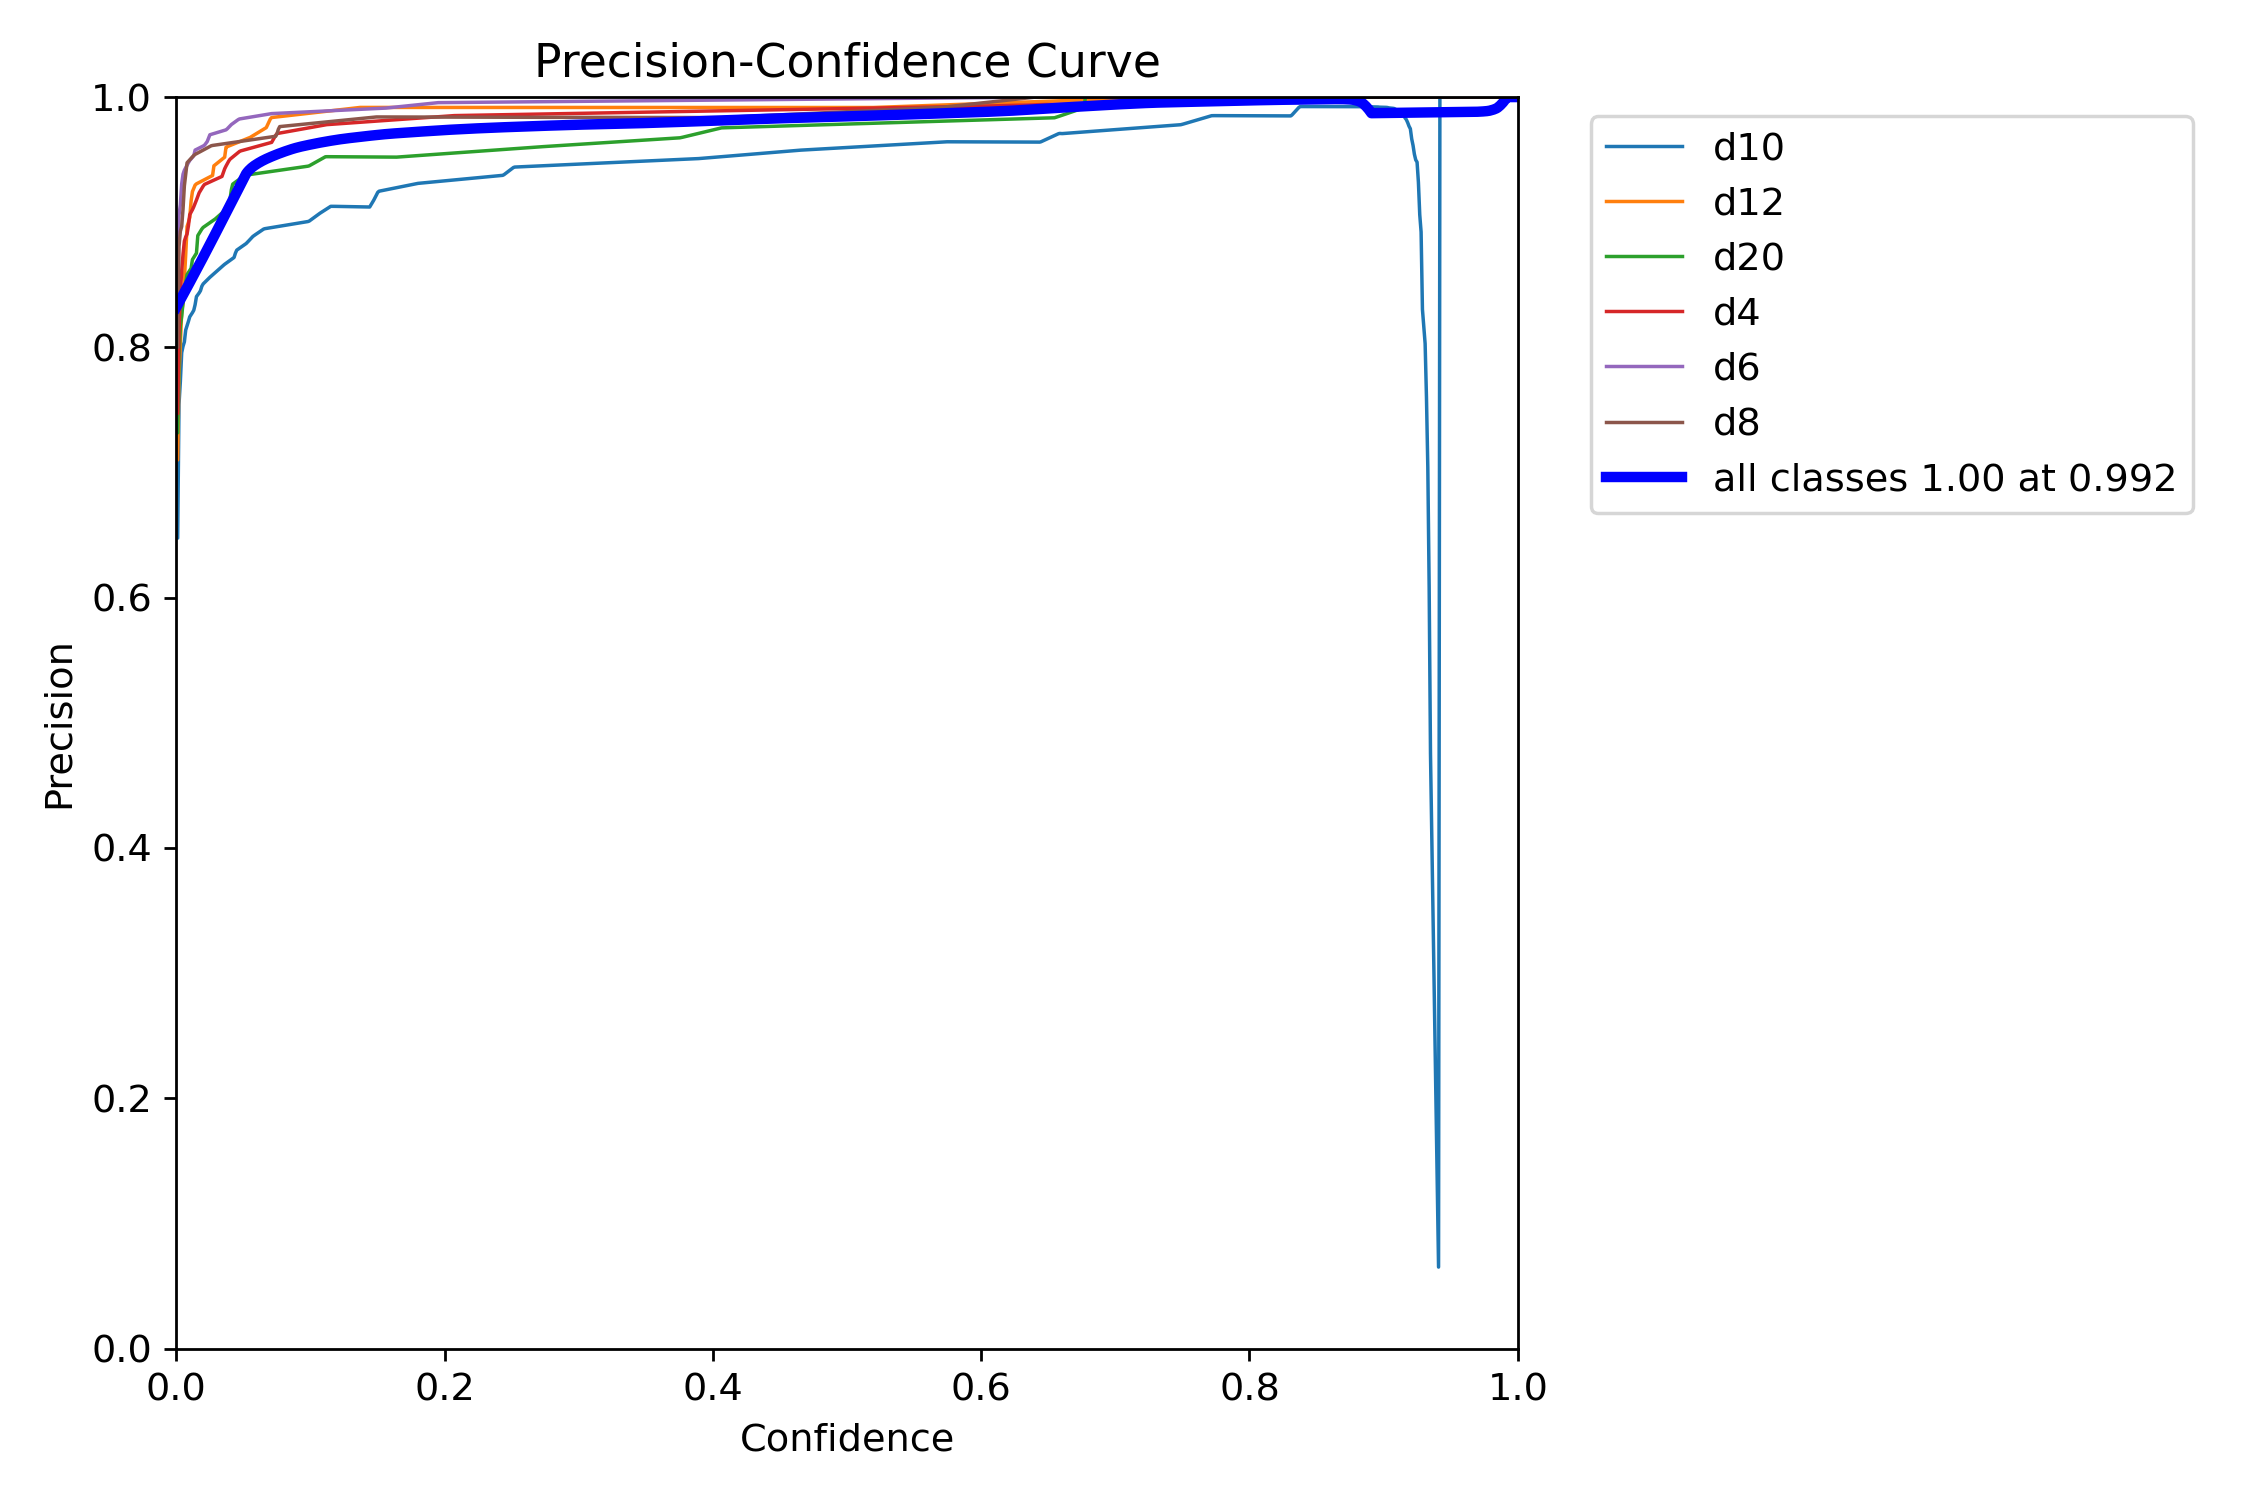 Precision-Confidence Curve
1.0
0.8
0.6
0.4
0.2
0.0
Precision
0.0 0.2 0.4 0.6 0.8 1.0
Confidence
d10
d12
d20
d4
d6
d8
all classes 1.00 at 0.992